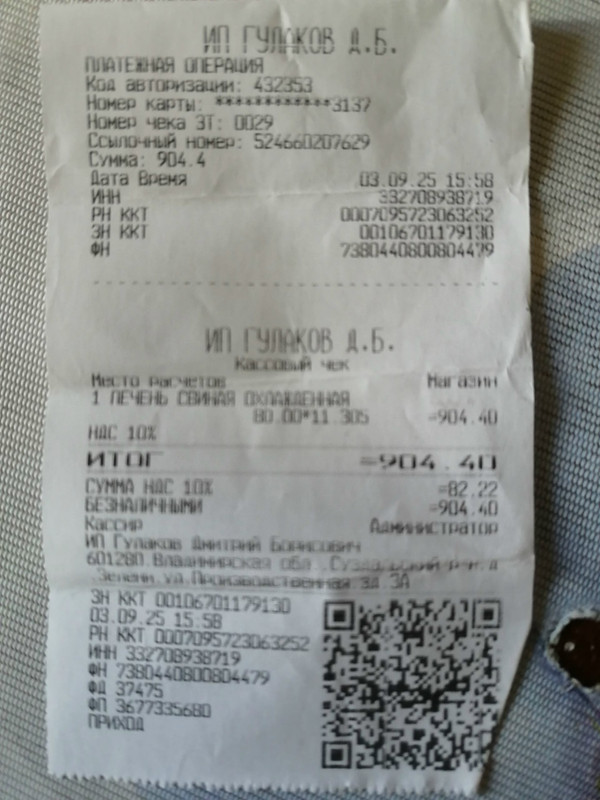 ИП ГУЛАКОВ Д.Б.
ПЛАТЕЖНАЯ ОПЕРАЦИЯ
Код авторизации: 432353
Номер карты: ************3137
Номер чека ЭТ: 0029
Ссылочный номер: 524660207629
Сумма: 904.4
Дата Время 03.09.25 15:58
ИНН 332708938719
РН ККТ 0007095723063252
ЗН ККТ 00106701179130
ФН 7380440800804479
ИП ГУЛАКОВ Д.Б.
Кассовый чек
Место расчетов Магазин
1 ПЕЧЕНЬ СВИНАЯ ОХЛАЖДЕННАЯ
80.00*11.305 =904.40
НДС 10%
ИТОГ =904.40
СУММА НДС 10% =82.22
БЕЗНАЛИЧНЫМИ =904.40
Кассир Администратор
ИП Гулаков Дмитрий Борисович
601280.Владимирская обл .Суздальский р-н.д
.Зелени.ул.Производственная зд.3А
ЗН ККТ 00106701179130
03.09.25 15:58
РН ККТ 0007095723063252
ИНН 332708938719
ФН 7380440800804479
ФД 37475
ФП 3677335680
ПРИХОД